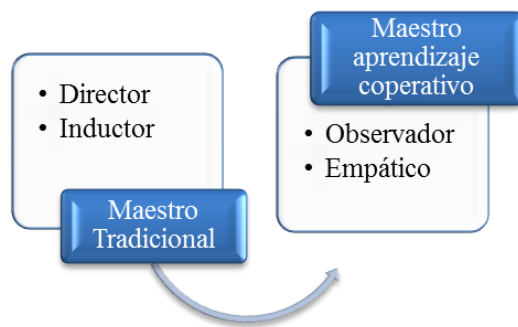 • Director
• Inductor
Maestro
Tradicional
Maestro
aprendizaje
coperativo
• Observador
• Empático